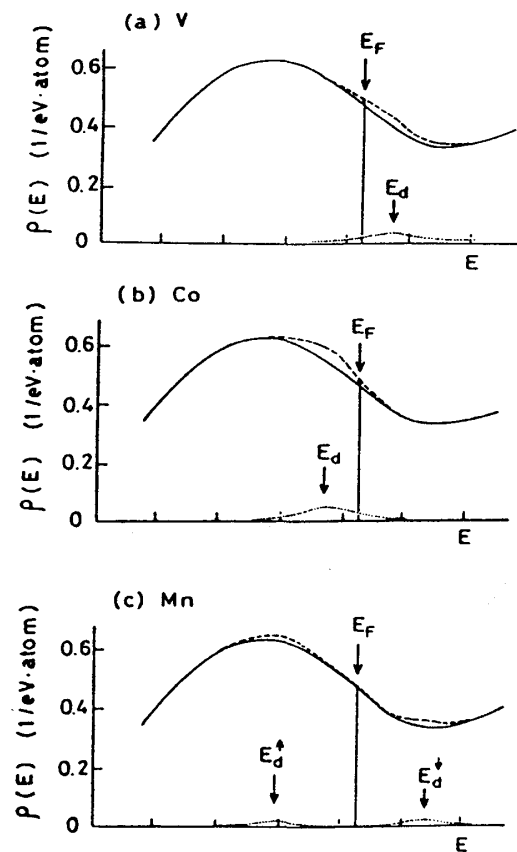 (a) V
ρ(E) (1/eV·atom)
0.6
0.4
0.2
0
E_F
E_d
E
(b) Co
ρ(E) (1/eV·atom)
0.6
0.4
0.2
0
E_F
E_d
E
(c) Mn
ρ(E) (1/eV·atom)
0.6
0.4
0.2
0
E_F
E_d↑
E_d↓
E